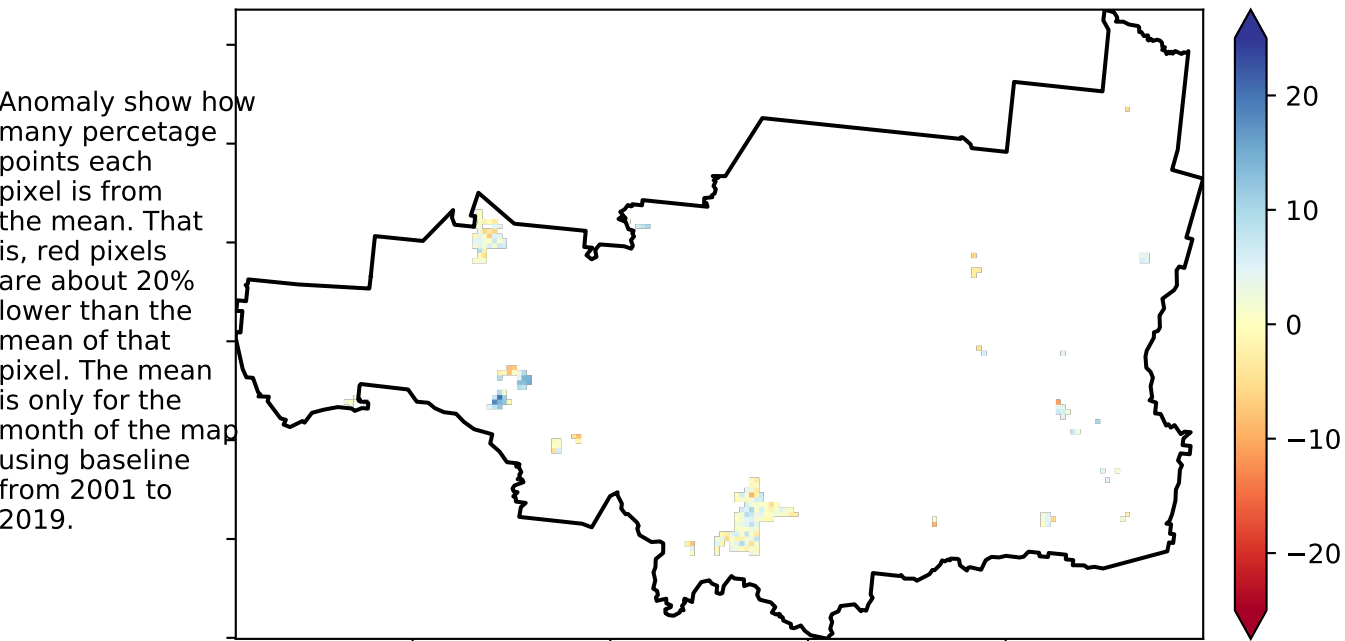 Anomaly show how
many percetage
points each
pixel is from
the mean. That
is, red pixels
are about 20%
lower than the
mean of that
pixel. The mean
is only for the
month of the map
using baseline
from 2001 to
2019.
20
10
0
−10
−20